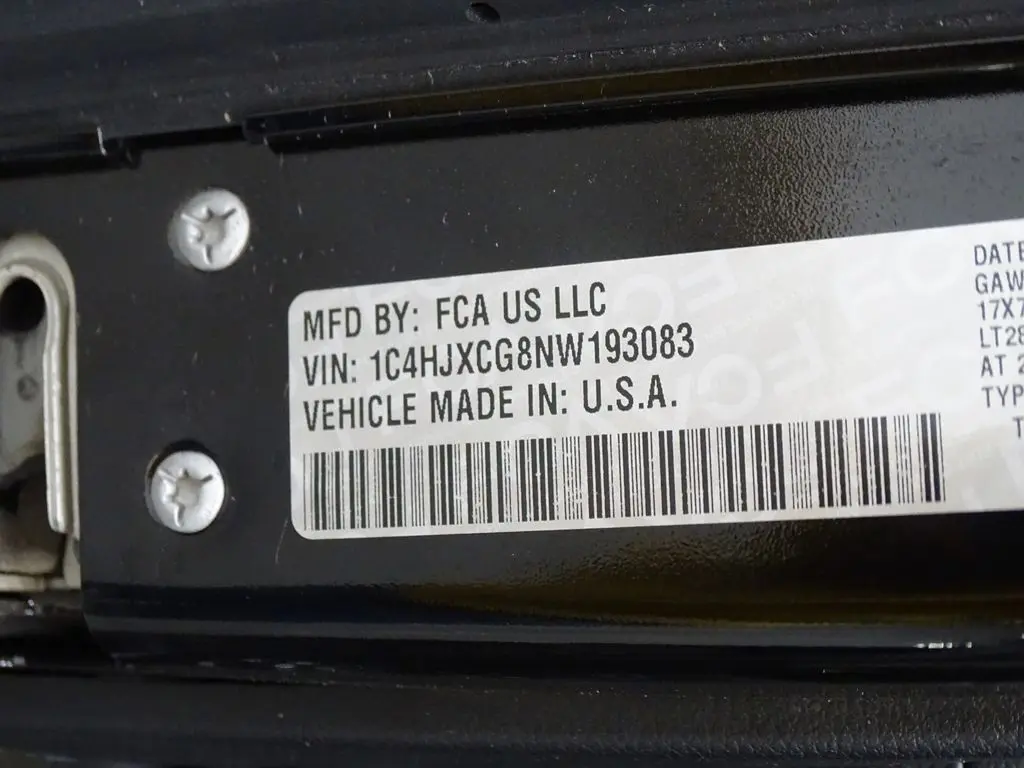 MFD BY: FCA US LLC
VIN: 1C4HJXCG8NW193083
VEHICLE MADE IN: U.S.A.
DATE
GAW
17X7
LT28
AT 2
TYP
T